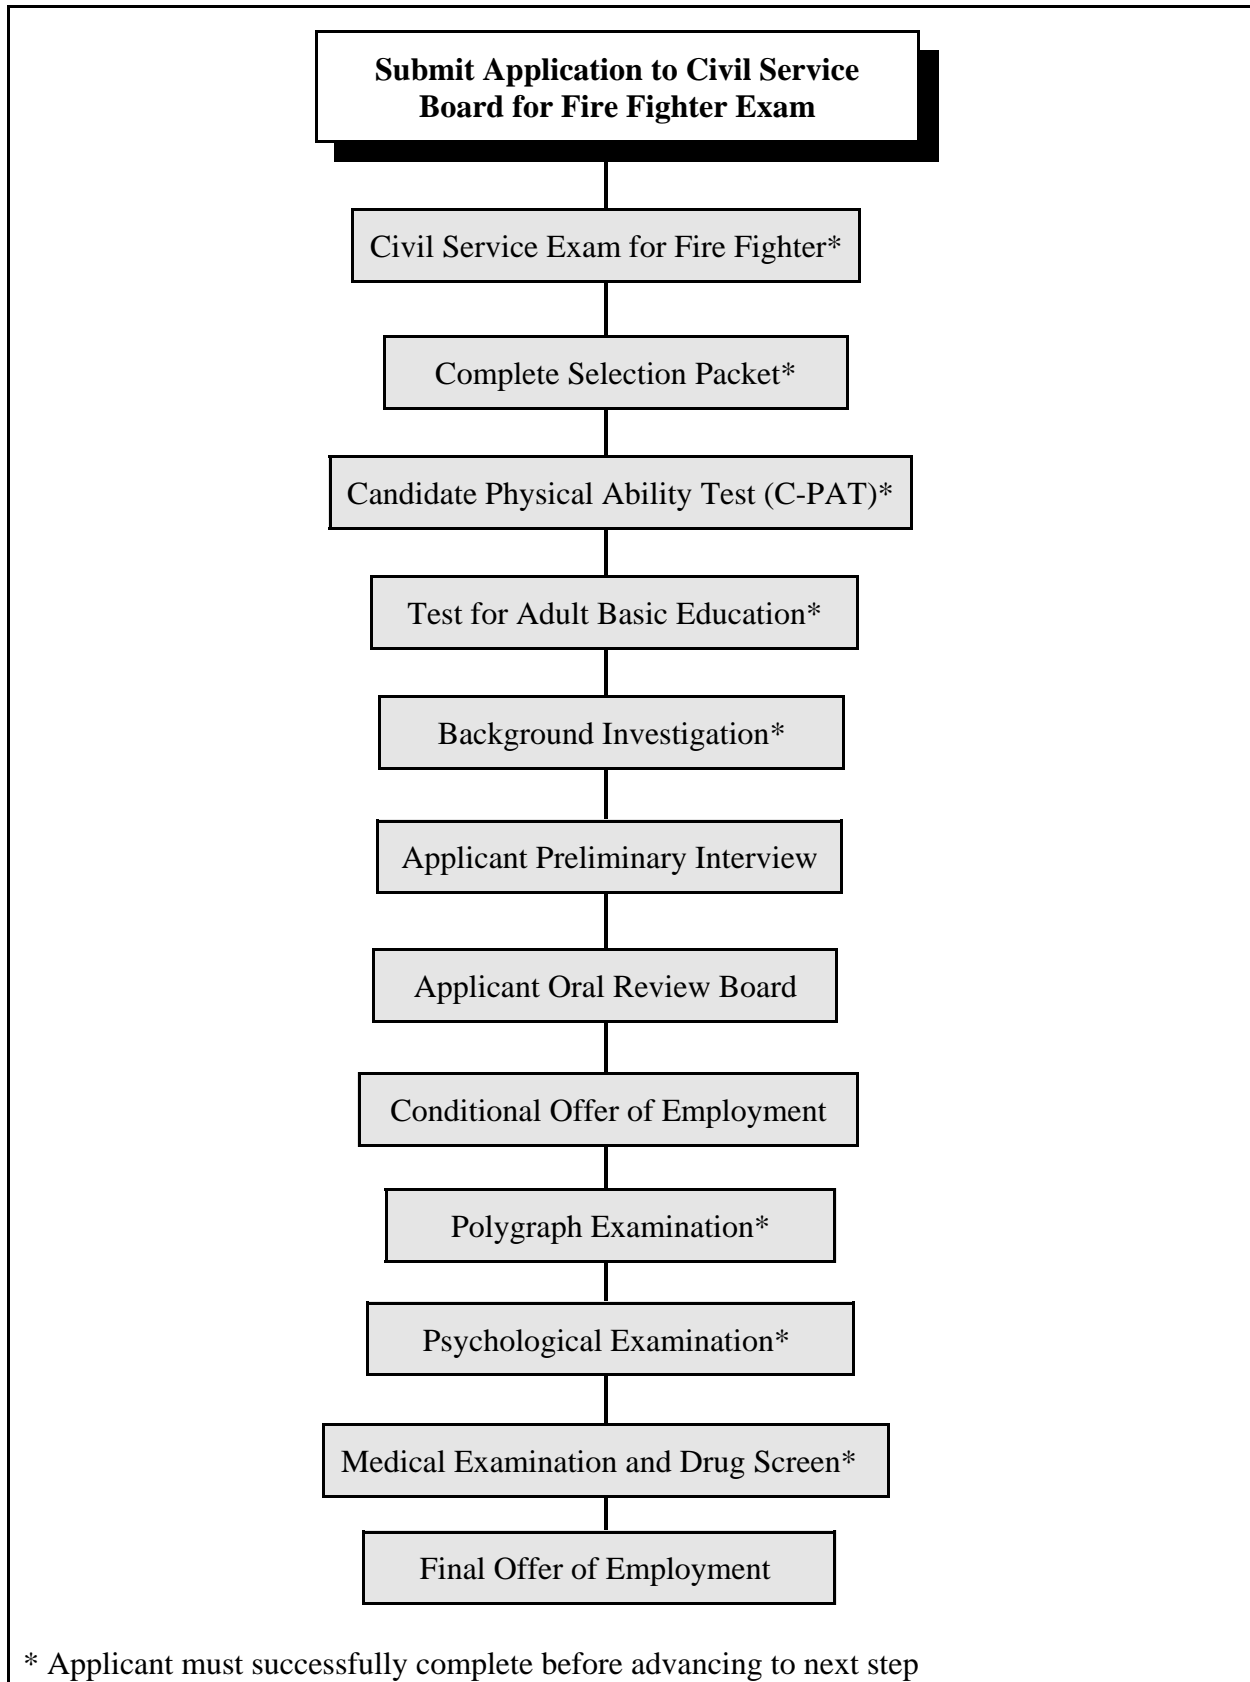 Submit Application to Civil Service
Board for Fire Fighter Exam
Civil Service Exam for Fire Fighter*
Complete Selection Packet*
Candidate Physical Ability Test (C-PAT)*
Test for Adult Basic Education*
Background Investigation*
Applicant Preliminary Interview
Applicant Oral Review Board
Conditional Offer of Employment
Polygraph Examination*
Psychological Examination*
Medical Examination and Drug Screen*
Final Offer of Employment
* Applicant must successfully complete before advancing to next step